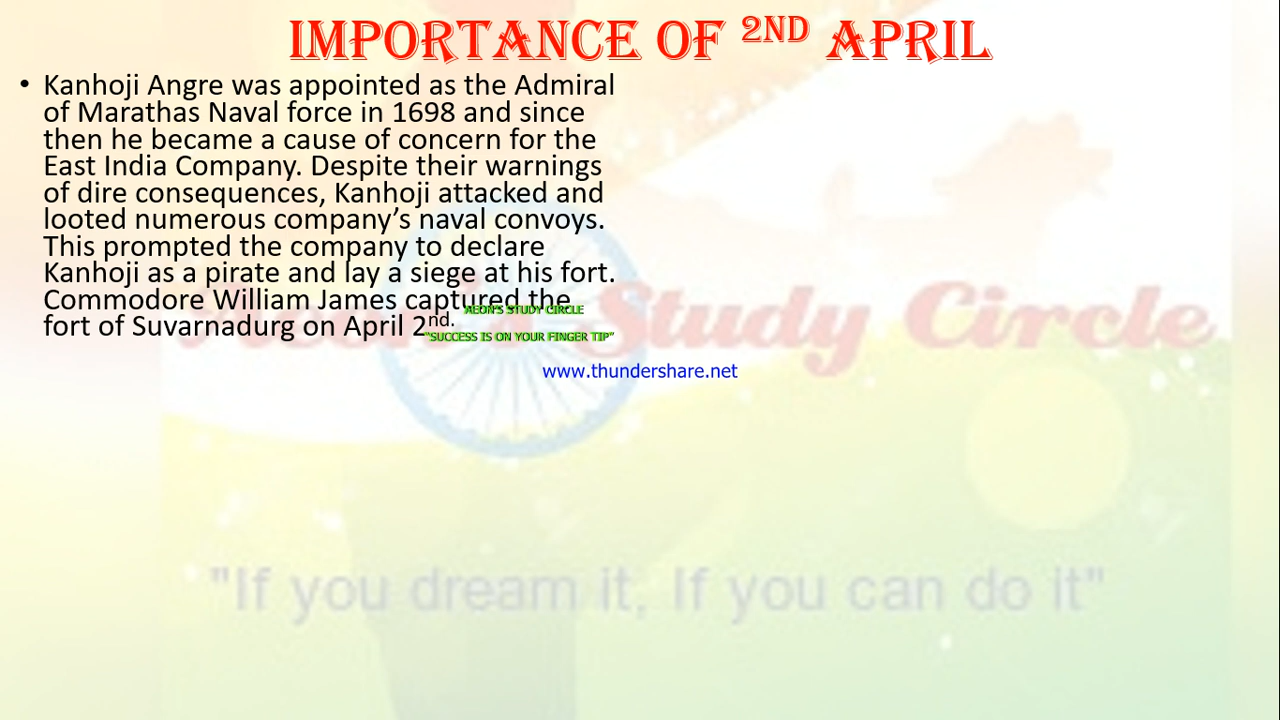 IMPORTANCE OF 2ND APRIL
• Kanhoji Angre was appointed as the Admiral
of Marathas Naval force in 1698 and since
then he became a cause of concern for the
East India Company. Despite their warnings
of dire consequences, Kanhoji attacked and
looted numerous company’s naval convoys.
This prompted the company to declare
Kanhoji as a pirate and lay a siege at his fort.
Commodore William James captured the
fort of Suvarnadurg on April 2nd.
AEON'S STUDY CIRCLE
"SUCCESS IS ON YOUR FINGER TIP"
Study Circle
www.thundershare.net
"If you dream it, If you can do it"